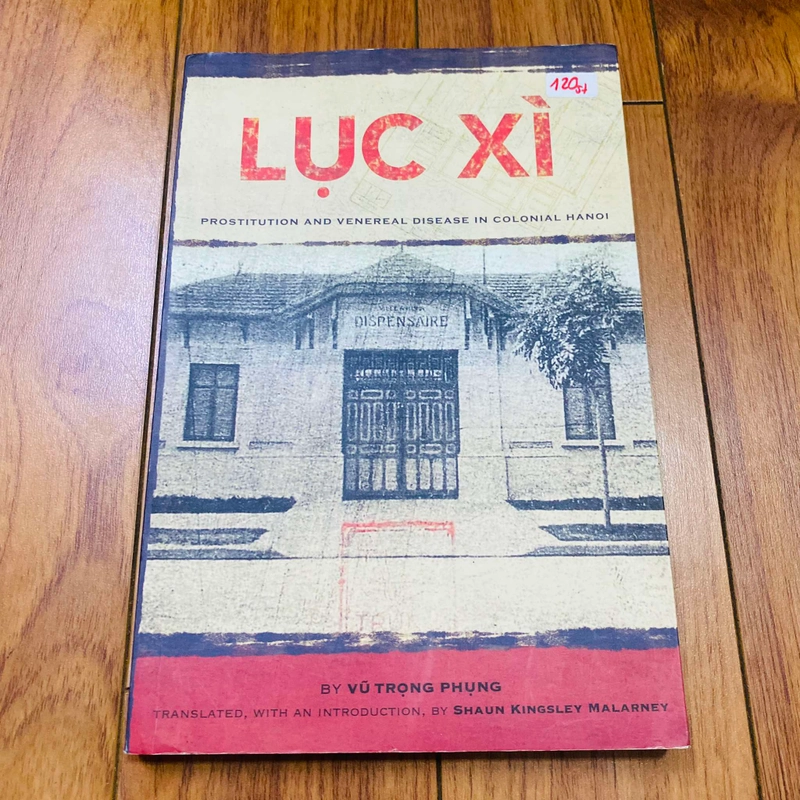 120đ
LỤC XÌ
PROSTITUTION AND VENEREAL DISEASE IN COLONIAL HANOI
DISPENSAIRE
BY VŨ TRỌNG PHỤNG
TRANSLATED, WITH AN INTRODUCTION, BY SHAUN KINGSLEY MALARNEY